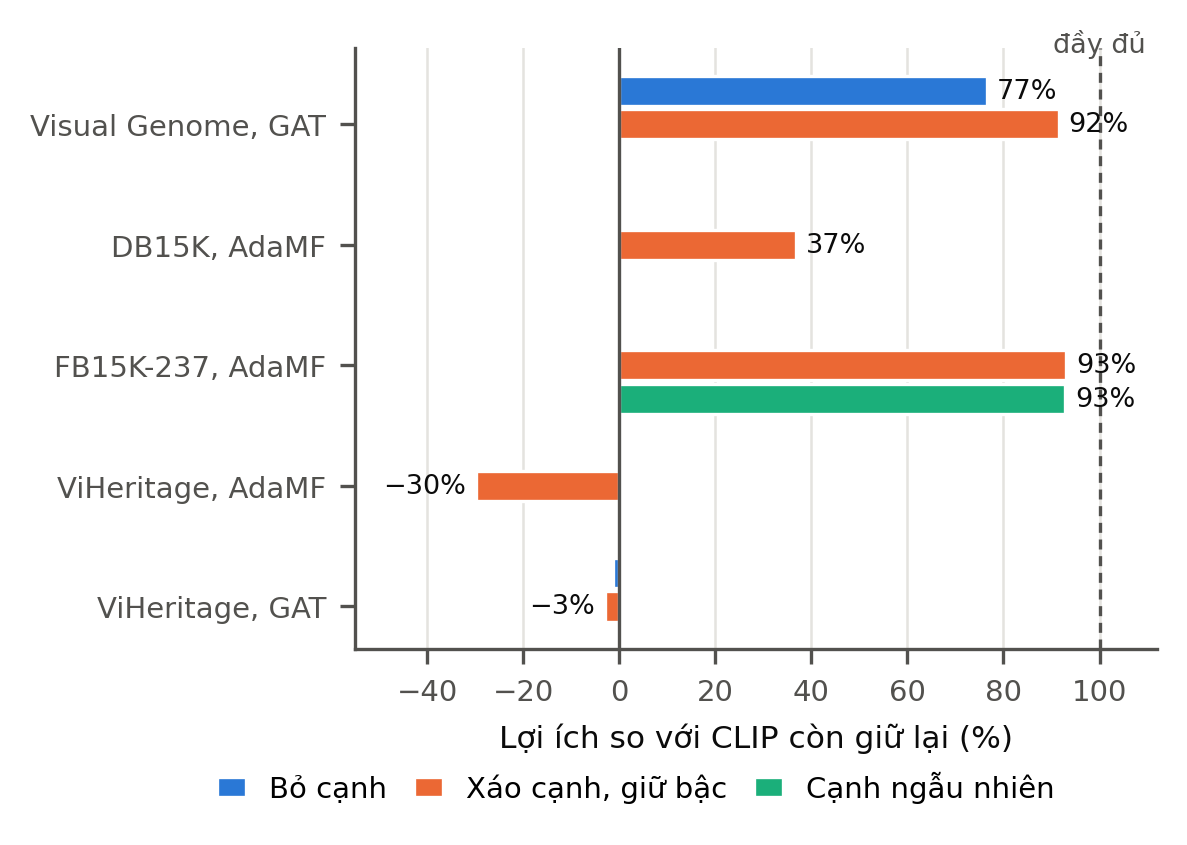 đầy đủ
77%
Visual Genome, GAT
92%
DB15K, AdaMF
37%
FB15K-237, AdaMF
93%
93%
ViHeritage, AdaMF
−30%
ViHeritage, GAT
−3%
−40 −20 0 20 40 60 80 100
Lợi ích so với CLIP còn giữ lại (%)
Bỏ cạnh Xáo cạnh, giữ bậc Cạnh ngẫu nhiên